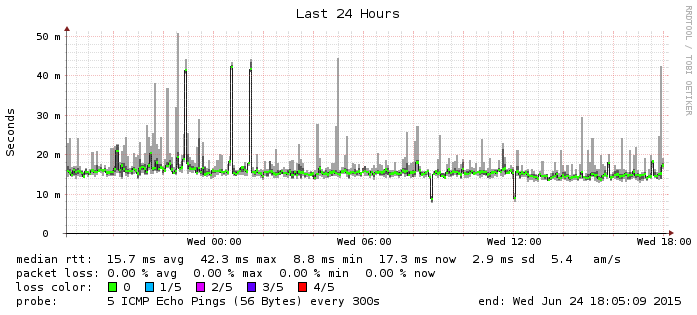 Last 24 Hours
RRDTOOL / TOBI OETIKER
Seconds
50 m
40 m
30 m
20 m
10 m
0
Wed 00:00 Wed 06:00 Wed 12:00 Wed 18:00
median rtt: 15.7 ms avg 42.3 ms max 8.8 ms min 17.3 ms now 2.9 ms sd 5.4 am/s
packet loss: 0.00 % avg 0.00 % max 0.00 % min 0.00 % now
loss color: 0 1/5 2/5 3/5 4/5
probe: 5 ICMP Echo Pings (56 Bytes) every 300s end: Wed Jun 24 18:05:09 2015